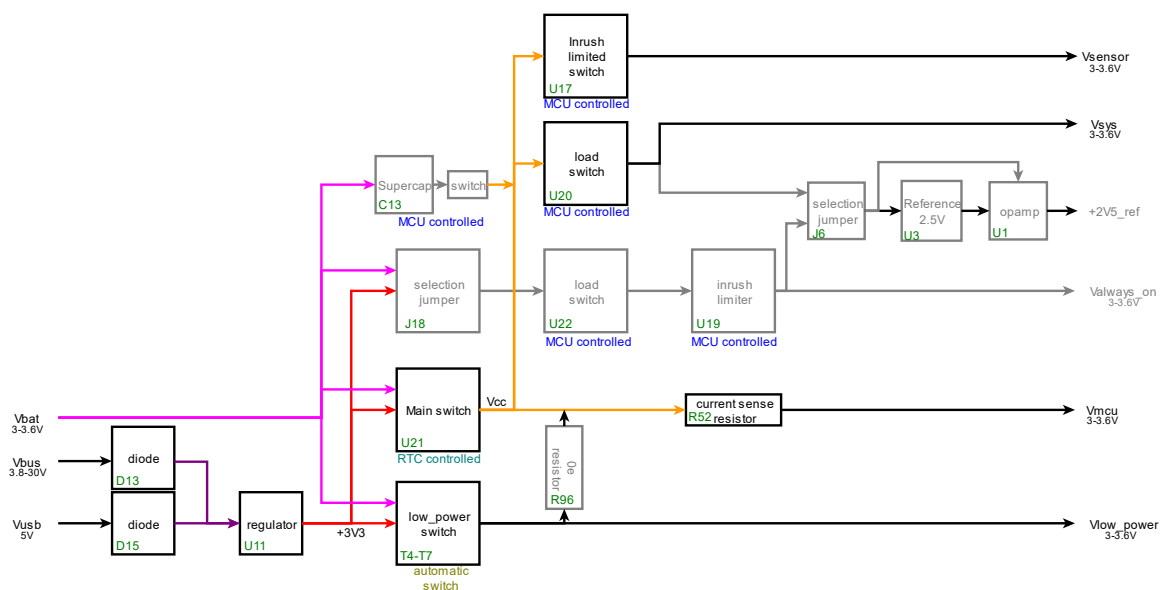 Inrush
limited
switch
U17
MCU controlled
Vsensor
3-3.6V
load
switch
U20
MCU controlled
Vsys
3-3.6V
Supercap
C13
switch
MCU controlled
selection
jumper
J6
Reference
2.5V
U3
opamp
U1
+2V5_ref
selection
jumper
J18
load
switch
U22
MCU controlled
inrush
limiter
U19
MCU controlled
Valways_on
3-3.6V
Main switch
U21
RTC controlled
Vcc
current sense
resistor
R52
Vmcu
3-3.6V
Vbat
3-3.6V
Vbus
3.8-30V
diode
D13
0e
resistor
R96
Vusb
5V
diode
D15
regulator
U11
+3V3
low_power
switch
T4-T7
automatic
switch
Vlow_power
3-3.6V